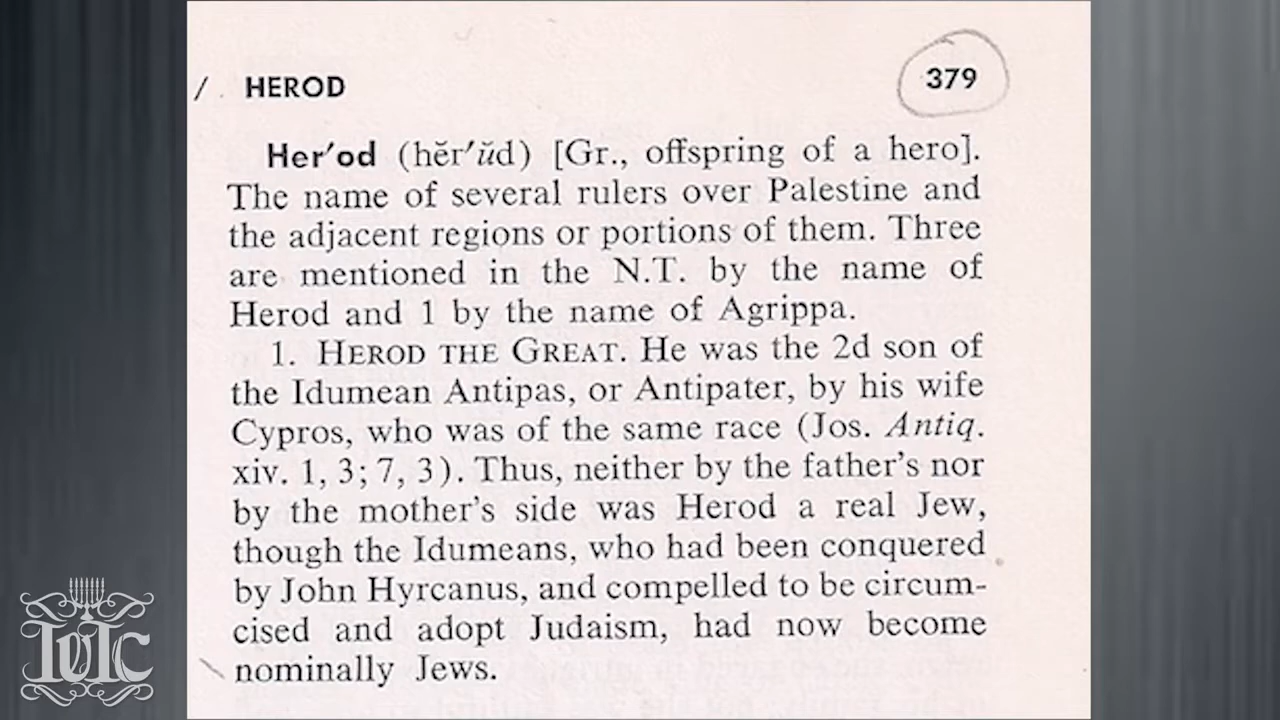 / HEROD
379
Her′od (hĕr′ŭd) [Gr., offspring of a hero].
The name of several rulers over Palestine and
the adjacent regions or portions of them. Three
are mentioned in the N.T. by the name of
Herod and 1 by the name of Agrippa.
1. HEROD THE GREAT. He was the 2d son of
the Idumean Antipas, or Antipater, by his wife
Cypros, who was of the same race (Jos. Antiq.
xiv. 1, 3; 7, 3). Thus, neither by the father's nor
by the mother's side was Herod a real Jew,
though the Idumeans, who had been conquered
by John Hyrcanus, and compelled to be circum-
cised and adopt Judaism, had now become
nominally Jews.
IUIC